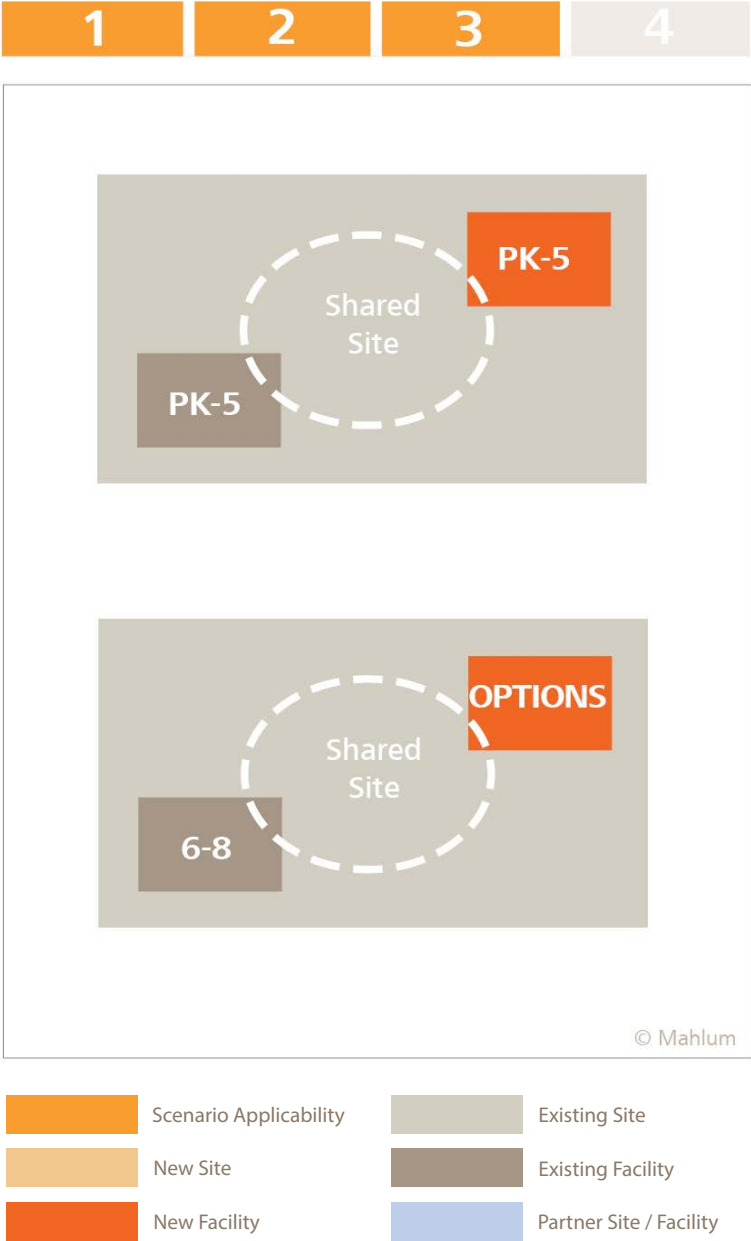 1 2 3 4
PK-5
Shared
Site
PK-5
OPTIONS
Shared
Site
6-8
© Mahlum
Scenario Applicability
Existing Site
New Site
Existing Facility
New Facility
Partner Site / Facility